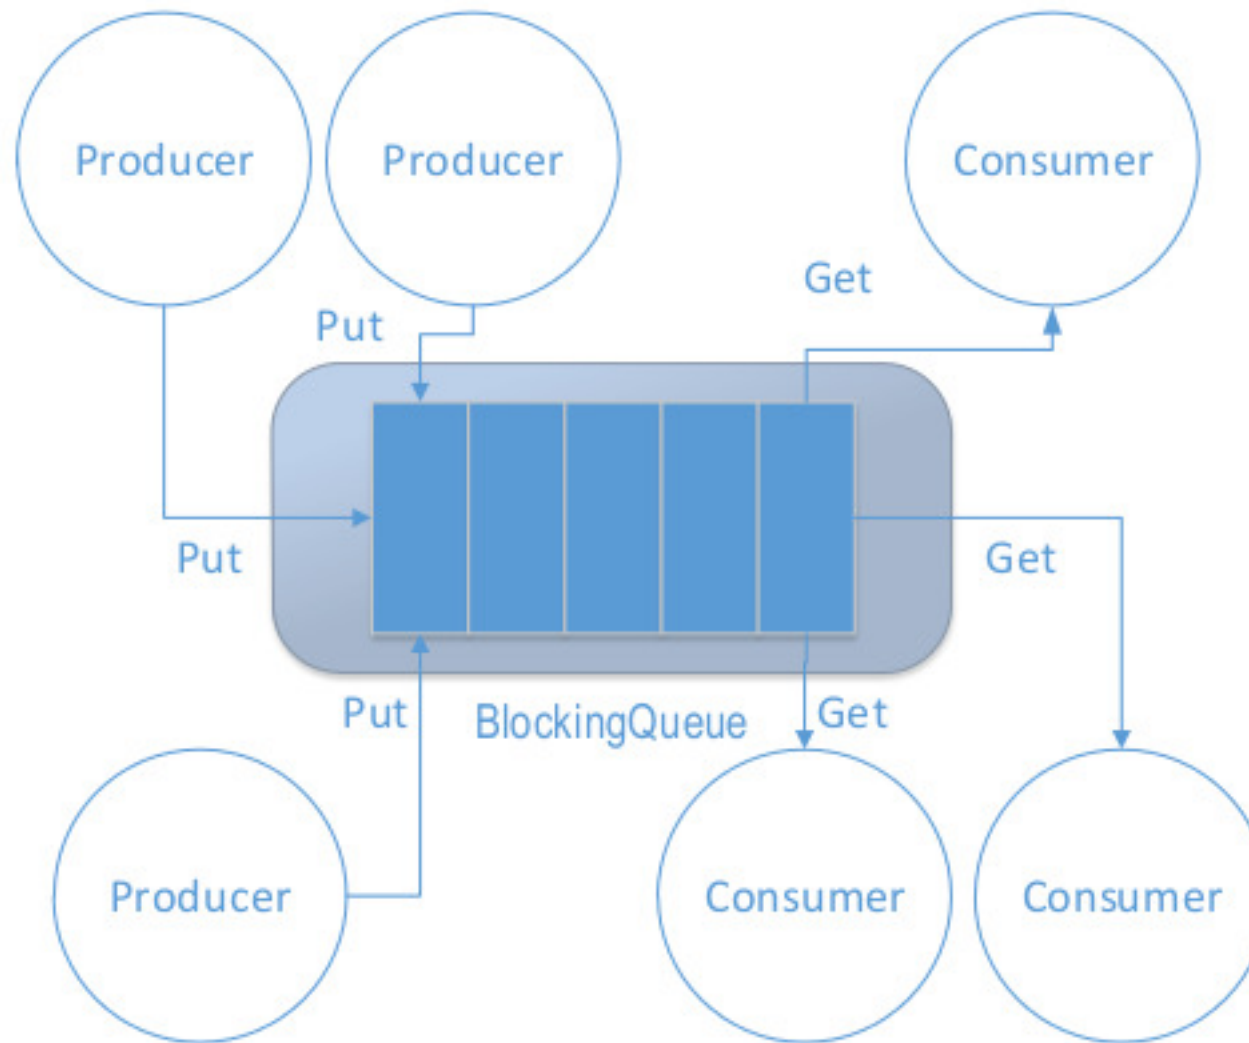 Producer
Producer
Consumer
Get
Put
Put
Get
Put
BlockingQueue
Get
Producer
Consumer
Consumer